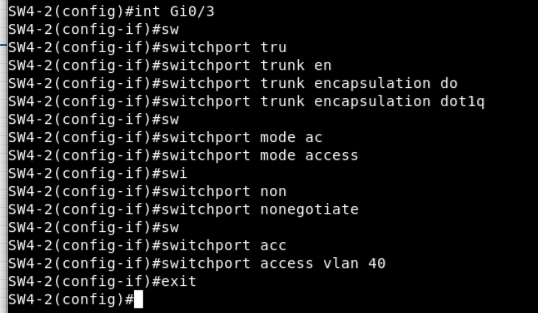 SW4-2(config)#int Gi0/3
SW4-2(config-if)#sw
SW4-2(config-if)#switchport tru
SW4-2(config-if)#switchport trunk en
SW4-2(config-if)#switchport trunk encapsulation do
SW4-2(config-if)#switchport trunk encapsulation dot1q
SW4-2(config-if)#sw
SW4-2(config-if)#switchport mode ac
SW4-2(config-if)#switchport mode access
SW4-2(config-if)#swi
SW4-2(config-if)#switchport non
SW4-2(config-if)#switchport nonegotiate
SW4-2(config-if)#sw
SW4-2(config-if)#switchport acc
SW4-2(config-if)#switchport access vlan 40
SW4-2(config-if)#exit
SW4-2(config)#